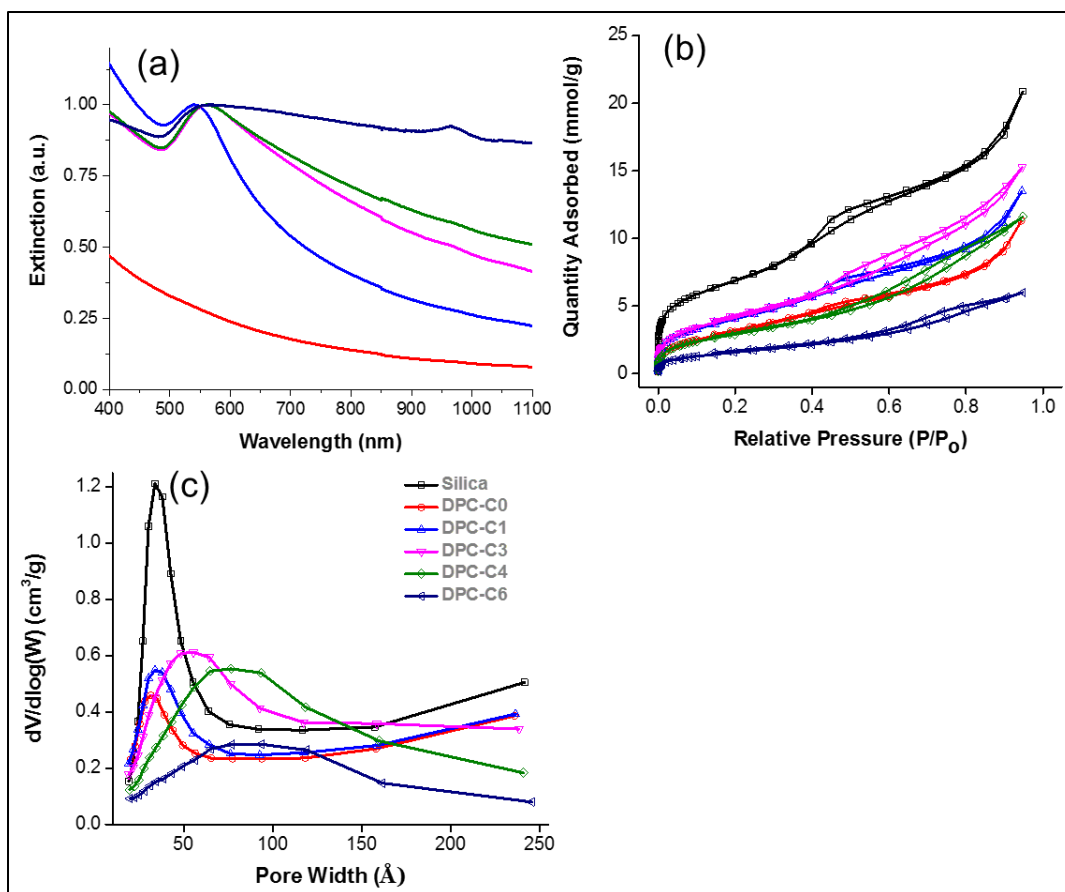 (a)
Extinction (a.u.)
1.00
0.75
0.50
0.25
0.00
400 500 600 700 800 900 1000 1100
Wavelength (nm)
(b)
Quantity Adsorbed (mmol/g)
25
20
15
10
5
0
0.0 0.2 0.4 0.6 0.8 1.0
Relative Pressure (P/Po)
(c)
dV/dlog(W) (cm³/g)
1.2
1.0
0.8
0.6
0.4
0.2
0.0
50 100 150 200 250
Pore Width (Å)
Silica
DPC-C0
DPC-C1
DPC-C3
DPC-C4
DPC-C6